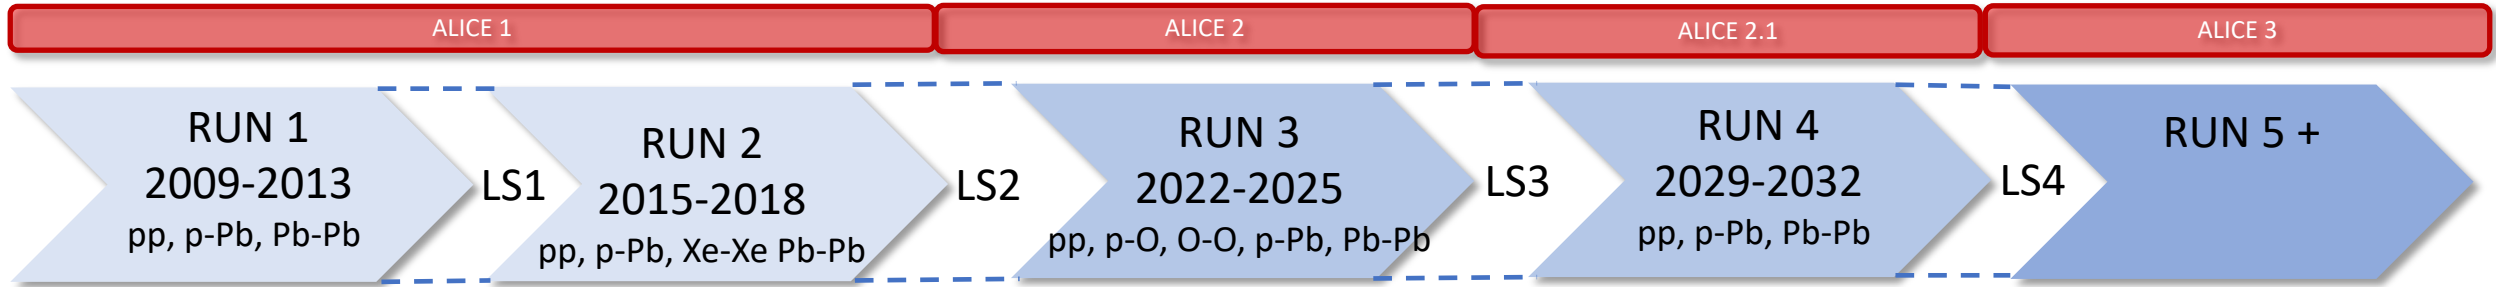 ALICE 1
ALICE 2
ALICE 2.1
ALICE 3
RUN 1
2009-2013
pp, p-Pb, Pb-Pb
LS1
RUN 2
2015-2018
pp, p-Pb, Xe-Xe Pb-Pb
LS2
RUN 3
2022-2025
pp, p-O, O-O, p-Pb, Pb-Pb
LS3
RUN 4
2029-2032
pp, p-Pb, Pb-Pb
LS4
RUN 5 +